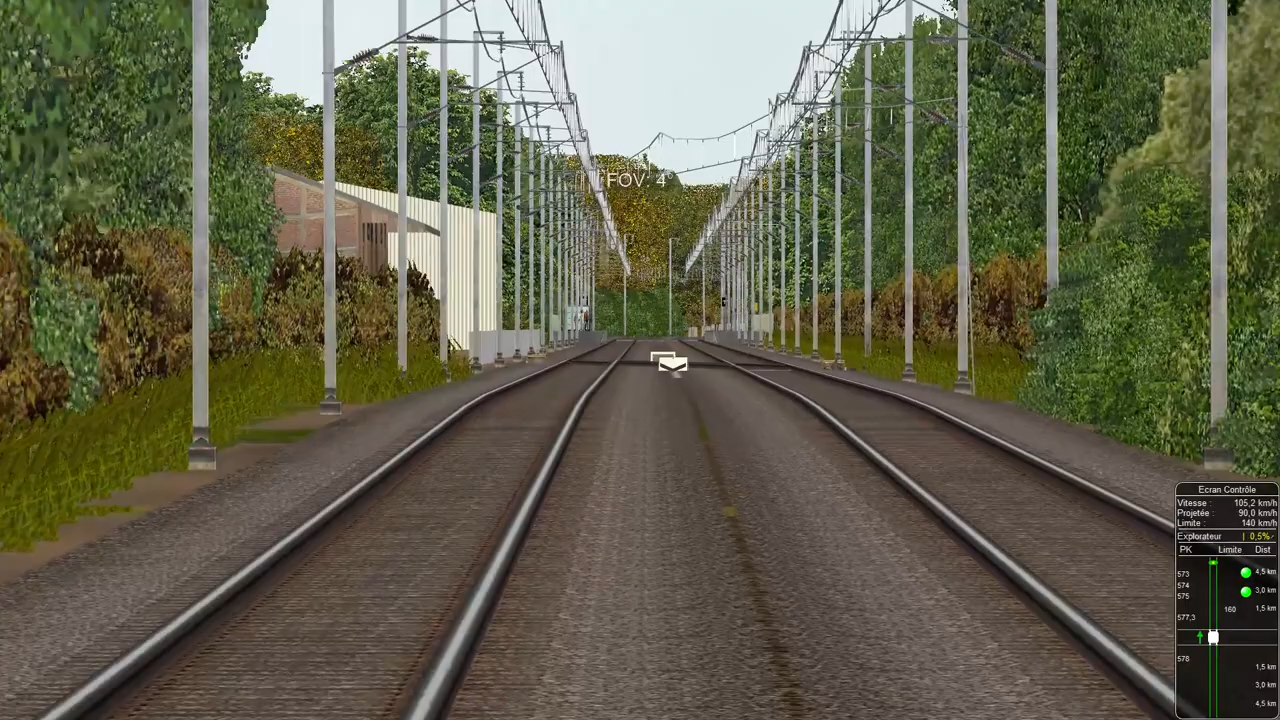 FOV 4
Ecran Contrôle
Vitesse : 105,2 km/h
Projetée : 90,0 km/h
Limite : 140 km/h
Explorateur 0,5%
PK Limite Dist
573 4,5 km
574
575 3,0 km
160 1,5 km
577,3
578
1,5 km
3,0 km
4,5 km